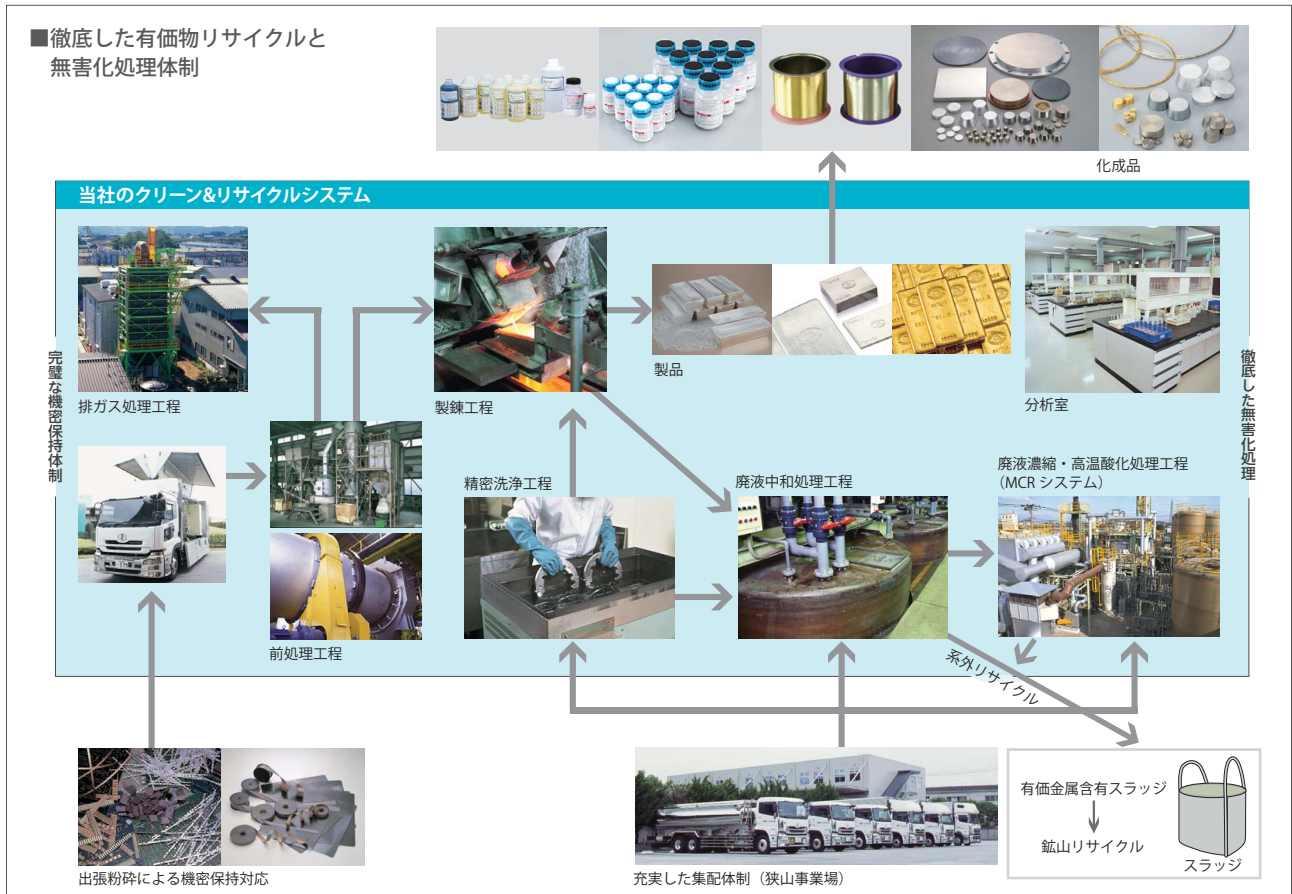 ■徹底した有価物リサイクルと
無害化処理体制
化成品
当社のクリーン&リサイクルシステム
完璧な機密保持体制
排ガス処理工程
製錬工程
製品
分析室
徹底した無害化処理
前処理工程
精密洗浄工程
廃液中和処理工程
廃液濃縮・高温酸化処理工程
(MCR システム)
系外リサイクル
出張粉砕による機密保持対応
充実した集配体制(狭山事業場)
有価金属含有スラッジ
鉱山リサイクル
スラッジ